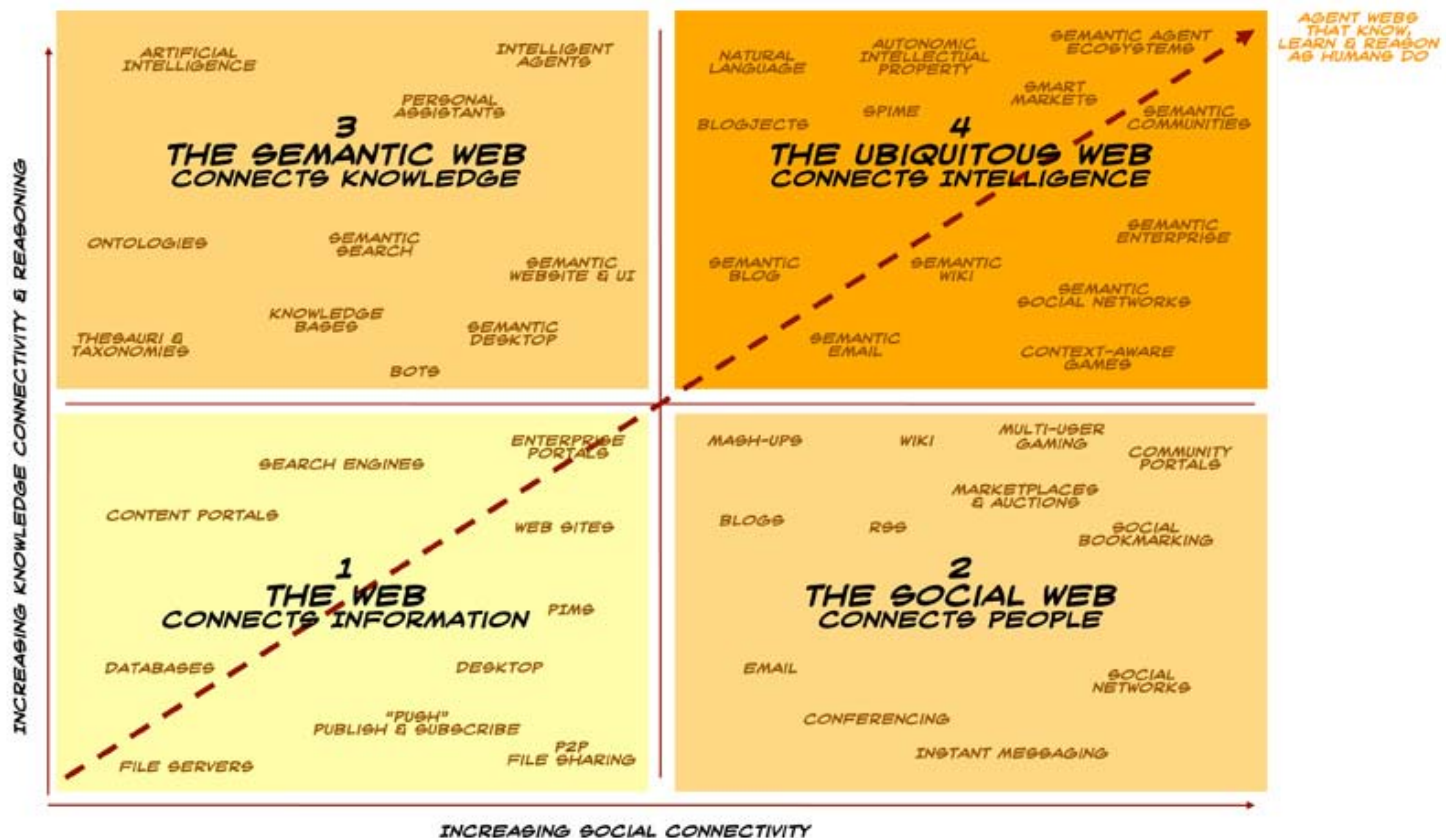 AGENT WEBS
THAT KNOW,
LEARN & REASON
AS HUMANS DO
INCREASING KNOWLEDGE CONNECTIVITY & REASONING
ARTIFICIAL
INTELLIGENCE
INTELLIGENT
AGENTS
PERSONAL
ASSISTANTS
3
THE SEMANTIC WEB
CONNECTS KNOWLEDGE
ONTOLOGIES
SEMANTIC
SEARCH
SEMANTIC
WEBSITE & UI
KNOWLEDGE
BASES
SEMANTIC
DESKTOP
THESAURI &
TAXONOMIES
BOTS
NATURAL
LANGUAGE
AUTONOMIC
INTELLECTUAL
PROPERTY
SEMANTIC AGENT
ECOSYSTEMS
SMART
MARKETS
SPIME
BLOGJECTS
SEMANTIC
COMMUNITIES
4
THE UBIQUITOUS WEB
CONNECTS INTELLIGENCE
SEMANTIC
ENTERPRISE
SEMANTIC
BLOG
SEMANTIC
WIKI
SEMANTIC
SOCIAL NETWORKS
SEMANTIC
EMAIL
CONTEXT-AWARE
GAMES
ENTERPRISE
PORTALS
SEARCH ENGINES
CONTENT PORTALS
WEB SITES
1
THE WEB
CONNECTS INFORMATION
PIMS
DATABASES
DESKTOP
"PUSH"
PUBLISH & SUBSCRIBE
P2P
FILE SHARING
FILE SERVERS
MASH-UPS
WIKI
MULTI-USER
GAMING
COMMUNITY
PORTALS
MARKETPLACES
& AUCTIONS
BLOGS
RSS
SOCIAL
BOOKMARKING
2
THE SOCIAL WEB
CONNECTS PEOPLE
EMAIL
SOCIAL
NETWORKS
CONFERENCING
INSTANT MESSAGING
INCREASING SOCIAL CONNECTIVITY